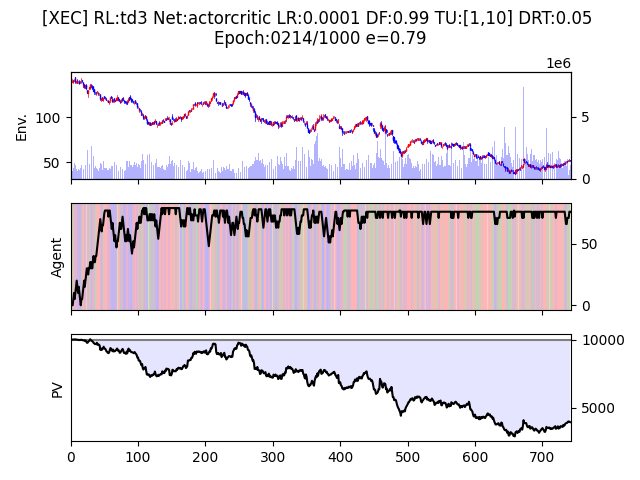 [XEC] RL:td3 Net:actorcritic LR:0.0001 DF:0.99 TU:[1,10] DRT:0.05
Epoch:0214/1000 e=0.79
1e6
Env.
100
50
5
0
Agent
50
0
PV
10000
5000
0 100 200 300 400 500 600 700